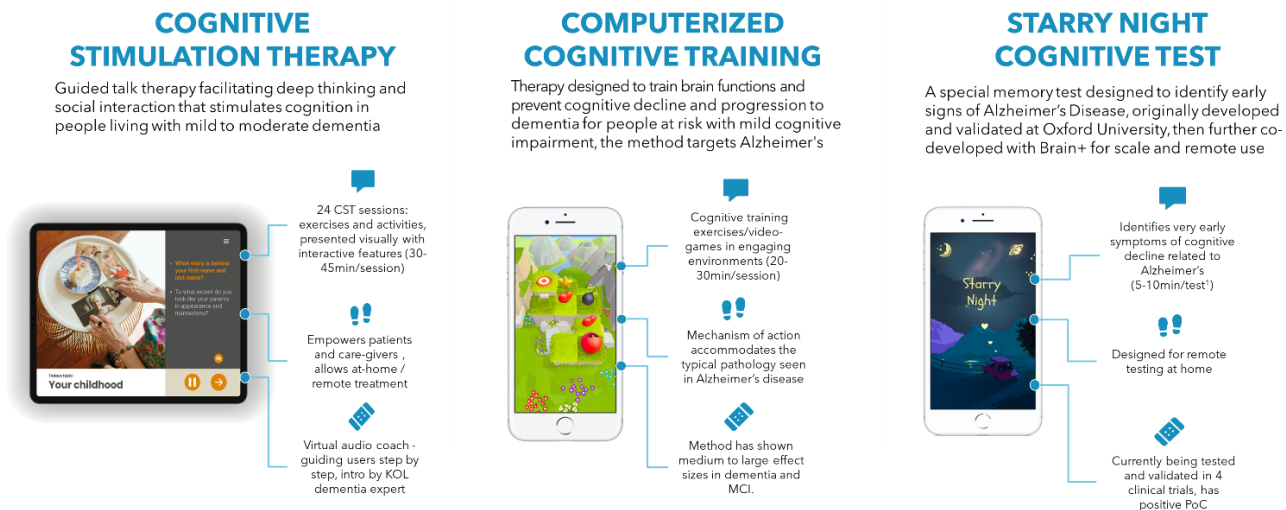 COGNITIVE
STIMULATION THERAPY
Guided talk therapy facilitating deep thinking and
social interaction that stimulates cognition in
people living with mild to moderate dementia
24 CST sessions:
exercises and activities,
presented visually with
interactive features (30-
45min/session)
Empowers patients
and care-givers ,
allows at-home /
remote treatment
Virtual audio coach -
guiding users step by
step, intro by KOL
dementia expert
• What story is behind
your first name and
last name?
• To what extent do you
look like your parents
in appearance and
mannerisms?
Todays topic:
Your childhood
COMPUTERIZED
COGNITIVE TRAINING
Therapy designed to train brain functions and
prevent cognitive decline and progression to
dementia for people at risk with mild cognitive
impairment, the method targets Alzheimer's
Cognitive training
exercises/video-
games in engaging
environments (20-
30min/session)
Mechanism of action
accommodates the
typical pathology seen
in Alzheimer's disease
Method has shown
medium to large effect
sizes in dementia and
MCI.
STARRY NIGHT
COGNITIVE TEST
A special memory test designed to identify early
signs of Alzheimer's Disease, originally developed
and validated at Oxford University, then further co-
developed with Brain+ for scale and remote use
Starry
Night
Identifies very early
symptoms of cognitive
decline related to
Alzheimer's
(5-10min/test¹)
Designed for remote
testing at home
Currently being tested
and validated in 4
clinical trials, has
positive PoC